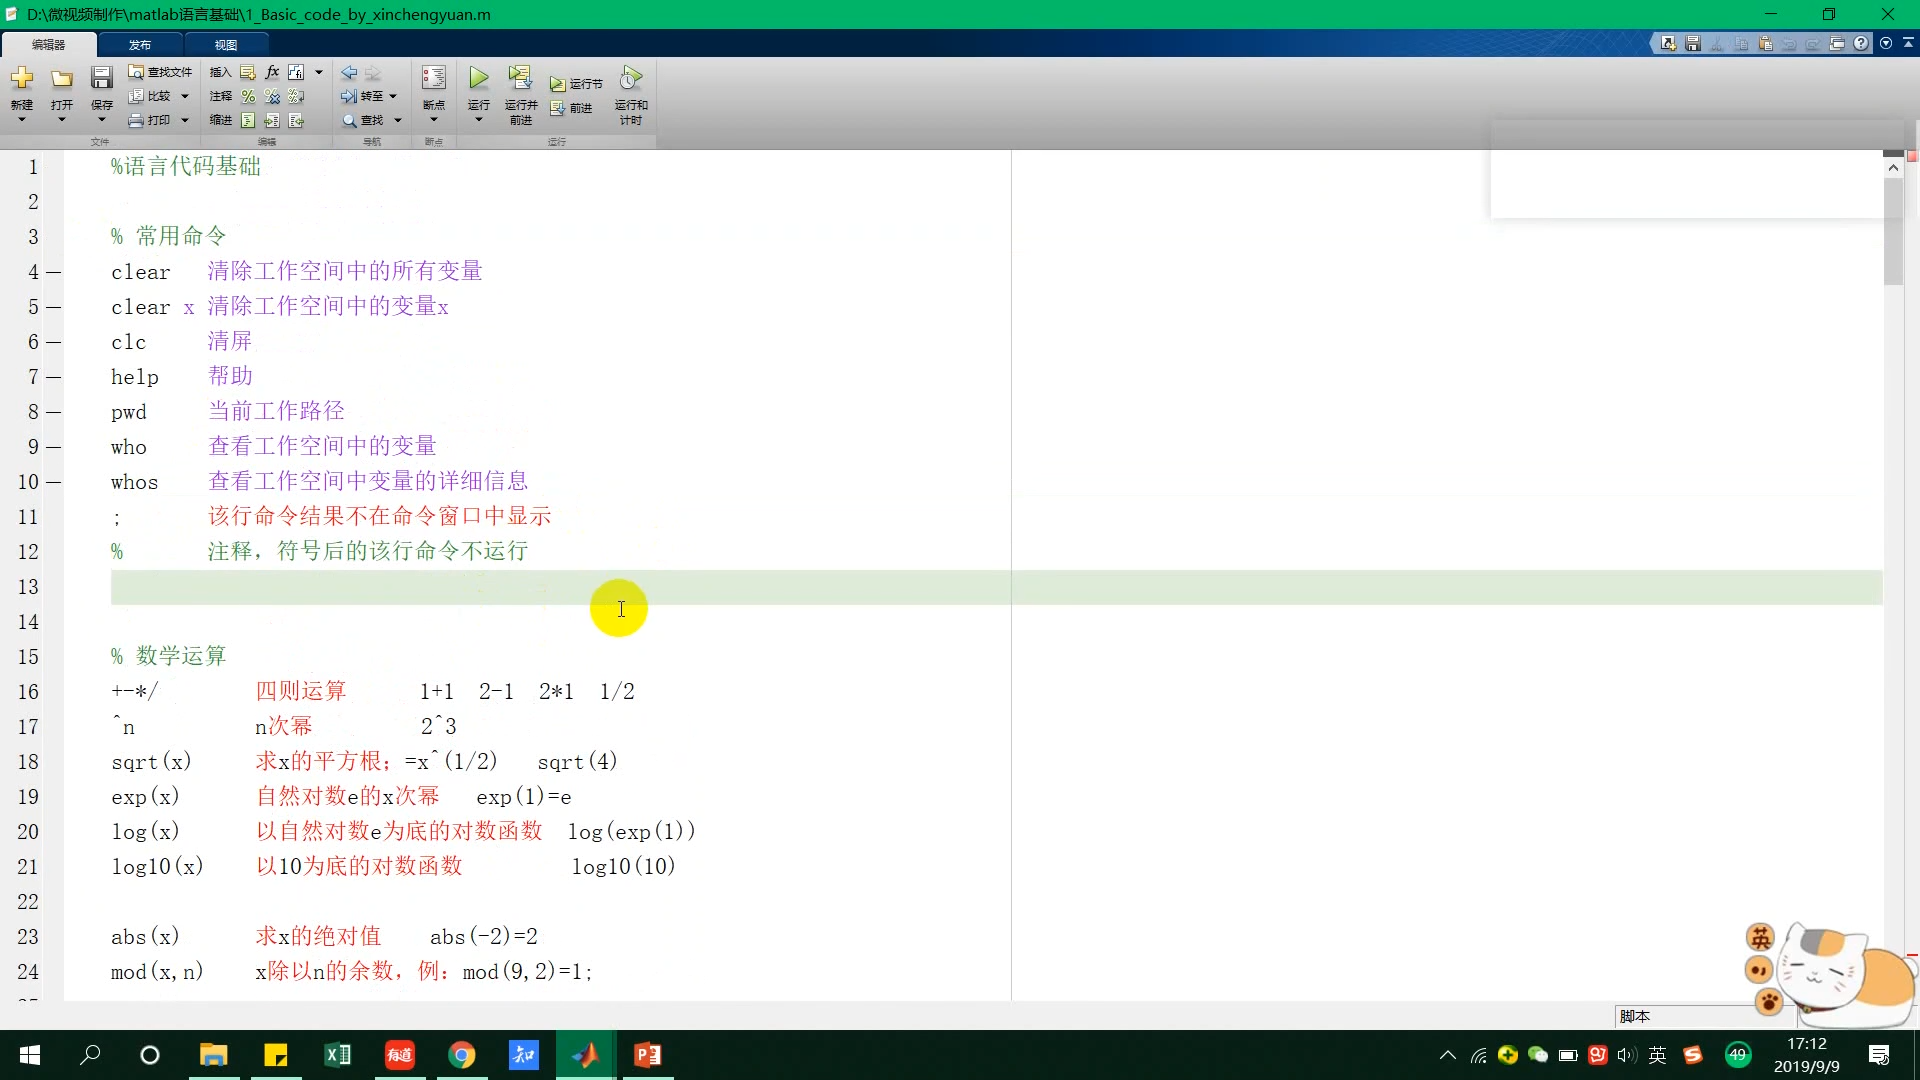 D:\微视频制作\matlab语言基础\1_Basic_code_by_xinchengyuan.m
编辑器 发布 视图
新建 打开 保存 查找文件 比较 打印
插入 fx 注释 缩进
转至 查找
断点 运行 运行并前进 运行节 前进 运行和计时
文件 编辑 导航 断点 运行
1 %语言代码基础
2
3 % 常用命令
4 clear 清除工作空间中的所有变量
5 clear x 清除工作空间中的变量x
6 clc 清屏
7 help 帮助
8 pwd 当前工作路径
9 who 查看工作空间中的变量
10 whos 查看工作空间中变量的详细信息
11 ; 该行命令结果不在命令窗口中显示
12 % 注释，符号后的该行命令不运行
13
14
15 % 数学运算
16 +-*/ 四则运算 1+1 2-1 2*1 1/2
17 ^n n次幂 2^3
18 sqrt(x) 求x的平方根；=x^(1/2) sqrt(4)
19 exp(x) 自然对数e的x次幂 exp(1)=e
20 log(x) 以自然对数e为底的对数函数 log(exp(1))
21 log10(x) 以10为底的对数函数 log10(10)
22
23 abs(x) 求x的绝对值 abs(-2)=2
24 mod(x,n) x除以n的余数，例：mod(9,2)=1;
英
脚本
有道 知 英 49
17:12
2019/9/9